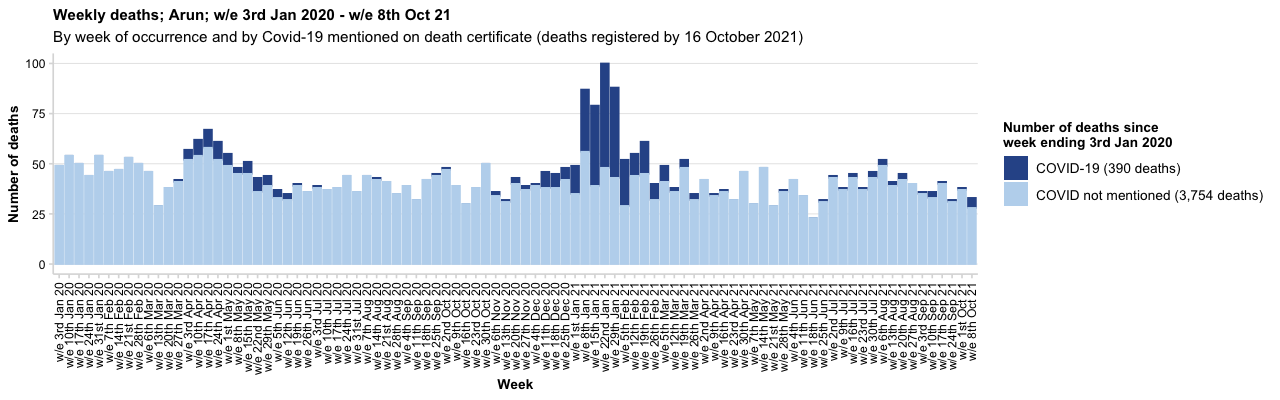 Weekly deaths; Arun; w/e 3rd Jan 2020 - w/e 8th Oct 21
By week of occurrence and by Covid-19 mentioned on death certificate (deaths registered by 16 October 2021)
Number of deaths
100
75
50
25
0
w/e 3rd Jan 20
w/e 10th Jan 20
w/e 17th Jan 20
w/e 24th Jan 20
w/e 31st Jan 20
w/e 7th Feb 20
w/e 14th Feb 20
w/e 21st Feb 20
w/e 28th Feb 20
w/e 6th Mar 20
w/e 13th Mar 20
w/e 20th Mar 20
w/e 27th Mar 20
w/e 3rd Apr 20
w/e 10th Apr 20
w/e 17th Apr 20
w/e 24th Apr 20
w/e 1st May 20
w/e 8th May 20
w/e 15th May 20
w/e 22nd May 20
w/e 29th May 20
w/e 5th Jun 20
w/e 12th Jun 20
w/e 19th Jun 20
w/e 26th Jun 20
w/e 3rd Jul 20
w/e 10th Jul 20
w/e 17th Jul 20
w/e 24th Jul 20
w/e 31st Jul 20
w/e 7th Aug 20
w/e 14th Aug 20
w/e 21st Aug 20
w/e 28th Aug 20
w/e 4th Sep 20
w/e 11th Sep 20
w/e 18th Sep 20
w/e 25th Sep 20
w/e 2nd Oct 20
w/e 9th Oct 20
w/e 16th Oct 20
w/e 23rd Oct 20
w/e 30th Oct 20
w/e 6th Nov 20
w/e 13th Nov 20
w/e 20th Nov 20
w/e 27th Nov 20
w/e 4th Dec 20
w/e 11th Dec 20
w/e 18th Dec 20
w/e 25th Dec 20
w/e 1st Jan 21
w/e 8th Jan 21
w/e 15th Jan 21
w/e 22nd Jan 21
w/e 29th Jan 21
w/e 5th Feb 21
w/e 12th Feb 21
w/e 19th Feb 21
w/e 26th Feb 21
w/e 5th Mar 21
w/e 12th Mar 21
w/e 19th Mar 21
w/e 26th Mar 21
w/e 2nd Apr 21
w/e 9th Apr 21
w/e 16th Apr 21
w/e 23rd Apr 21
w/e 30th Apr 21
w/e 7th May 21
w/e 14th May 21
w/e 21st May 21
w/e 28th May 21
w/e 4th Jun 21
w/e 11th Jun 21
w/e 18th Jun 21
w/e 25th Jun 21
w/e 2nd Jul 21
w/e 9th Jul 21
w/e 16th Jul 21
w/e 23rd Jul 21
w/e 30th Jul 21
w/e 6th Aug 21
w/e 13th Aug 21
w/e 20th Aug 21
w/e 27th Aug 21
w/e 3rd Sep 21
w/e 10th Sep 21
w/e 17th Sep 21
w/e 24th Sep 21
w/e 1st Oct 21
w/e 8th Oct 21
Week
Number of deaths since
week ending 3rd Jan 2020
COVID-19 (390 deaths)
COVID not mentioned (3,754 deaths)